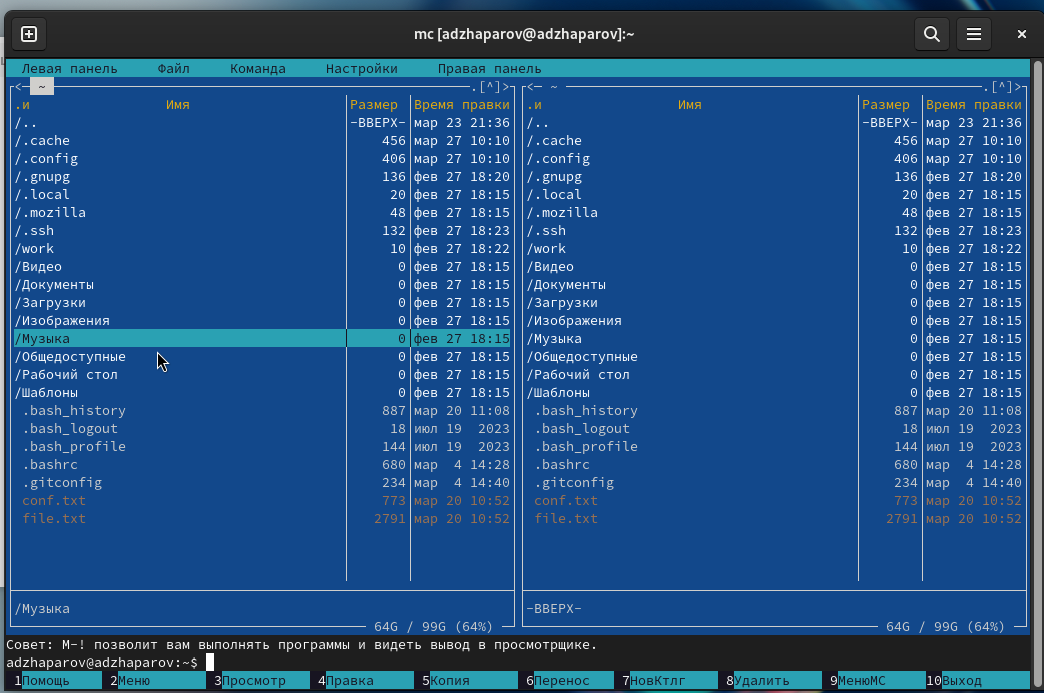 mc [adzhaparov@adzhaparov]:~
Левая панель Файл Команда Настройки Правая панель
<- ~ .[^]> <- ~ .[^]>
.и Имя Размер Время правки .и Имя Размер Время правки
/.. -ВВЕРХ- мар 23 21:36 /.. -ВВЕРХ- мар 23 21:36
/.cache 456 мар 27 10:10 /.cache 456 мар 27 10:10
/.config 406 мар 27 10:10 /.config 406 мар 27 10:10
/.gnupg 136 фев 27 18:20 /.gnupg 136 фев 27 18:20
/.local 20 фев 27 18:15 /.local 20 фев 27 18:15
/.mozilla 48 фев 27 18:15 /.mozilla 48 фев 27 18:15
/.ssh 132 фев 27 18:23 /.ssh 132 фев 27 18:23
/work 10 фев 27 18:22 /work 10 фев 27 18:22
/Видео 0 фев 27 18:15 /Видео 0 фев 27 18:15
/Документы 0 фев 27 18:15 /Документы 0 фев 27 18:15
/Загрузки 0 фев 27 18:15 /Загрузки 0 фев 27 18:15
/Изображения 0 фев 27 18:15 /Изображения 0 фев 27 18:15
/Музыка 0 фев 27 18:15 /Музыка 0 фев 27 18:15
/Общедоступные 0 фев 27 18:15 /Общедоступные 0 фев 27 18:15
/Рабочий стол 0 фев 27 18:15 /Рабочий стол 0 фев 27 18:15
/Шаблоны 0 фев 27 18:15 /Шаблоны 0 фев 27 18:15
.bash_history 887 мар 20 11:08 .bash_history 887 мар 20 11:08
.bash_logout 18 июл 19 2023 .bash_logout 18 июл 19 2023
.bash_profile 144 июл 19 2023 .bash_profile 144 июл 19 2023
.bashrc 680 мар 4 14:28 .bashrc 680 мар 4 14:28
.gitconfig 234 мар 4 14:40 .gitconfig 234 мар 4 14:40
conf.txt 773 мар 20 10:52 conf.txt 773 мар 20 10:52
file.txt 2791 мар 20 10:52 file.txt 2791 мар 20 10:52
/Музыка -ВВЕРХ-
64G / 99G (64%) 64G / 99G (64%)
Совет: M-! позволит вам выполнять программы и видеть вывод в просмотрщике.
adzhaparov@adzhaparov:~$
1Помощь 2Меню 3Просмотр 4Правка 5Копия 6Перенос 7НовКтлг 8Удалить 9МенюMC 10Выход